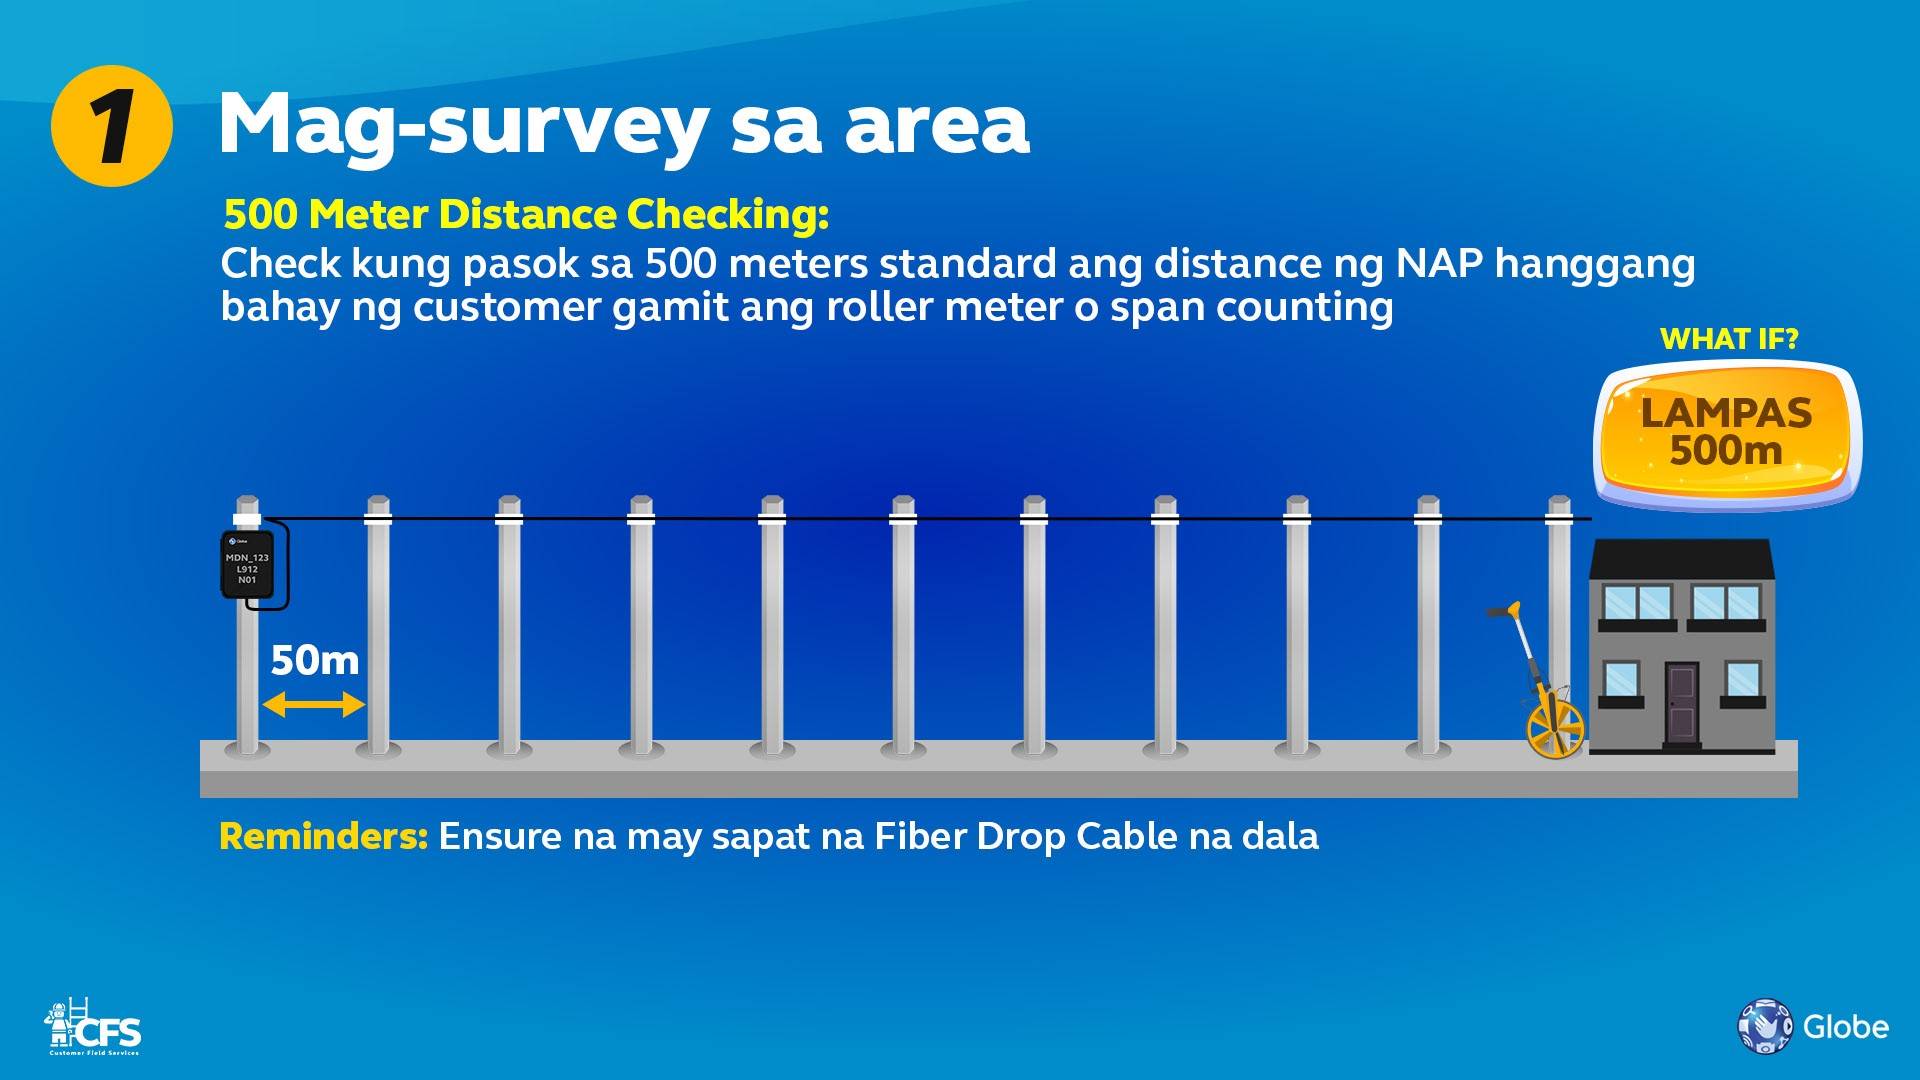 1
Mag-survey sa area
500 Meter Distance Checking:
Check kung pasok sa 500 meters standard ang distance ng NAP hanggang
bahay ng customer gamit ang roller meter o span counting
WHAT IF?
LAMPAS
500m
Globe
MDN_123
L912
N01
50m
Reminders: Ensure na may sapat na Fiber Drop Cable na dala
CFS
Customer Field Services
Globe